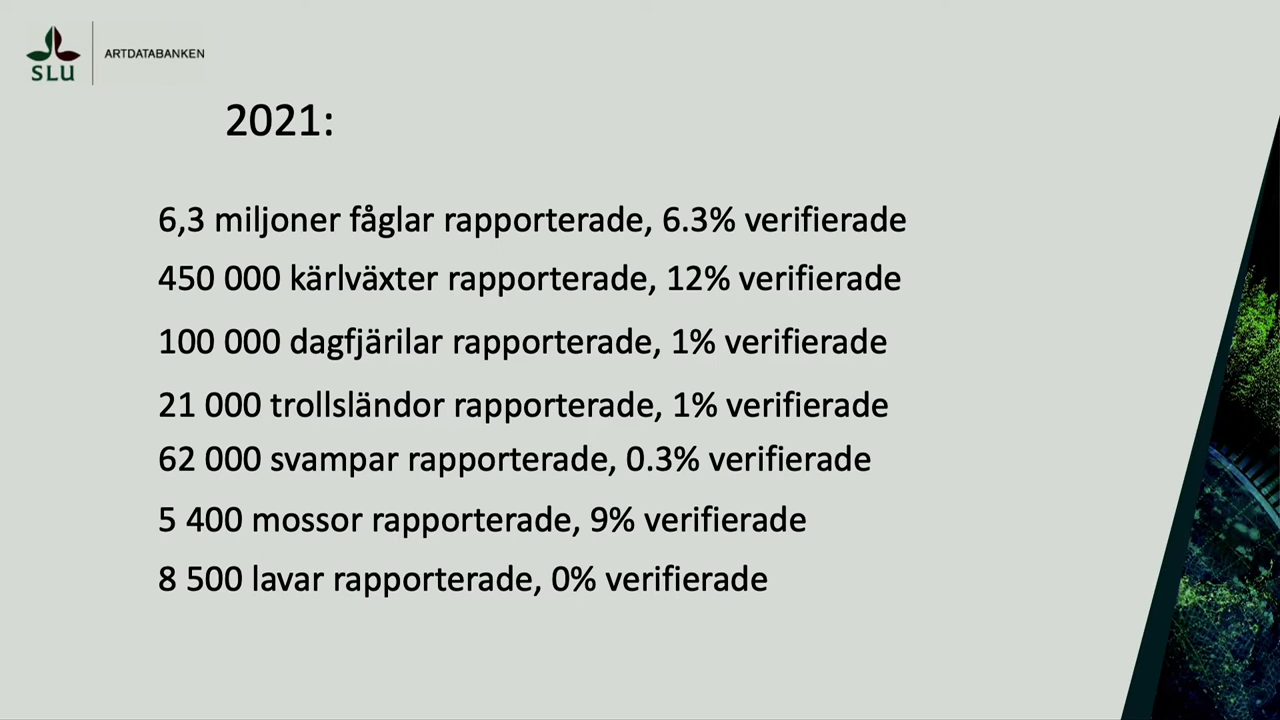 SLU
ARTDATABANKEN
2021:
6,3 miljoner fåglar rapporterade, 6.3% verifierade
450 000 kärlväxter rapporterade, 12% verifierade
100 000 dagfjärilar rapporterade, 1% verifierade
21 000 trollsländor rapporterade, 1% verifierade
62 000 svampar rapporterade, 0.3% verifierade
5 400 mossor rapporterade, 9% verifierade
8 500 lavar rapporterade, 0% verifierade